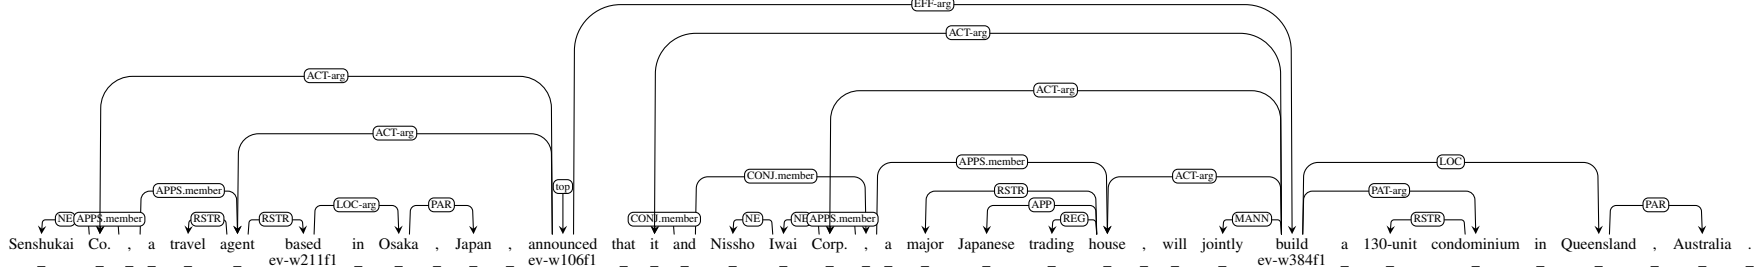 EFF-arg
ACT-arg
ACT-arg ACT-arg
ACT-arg
APPS.member LOC
CONJ.member ACT-arg
top
APPS.member RSTR PAT-arg
LOC-arg PAR APP PAR
NE APPS.member RSTR RSTR CONJ.member NE NE APPS.member REG MANN RSTR
Senshukai Co. , a travel agent based in Osaka , Japan , announced that it and Nissho Iwai Corp. , a major Japanese trading house , will jointly build a 130-unit condominium in Queensland , Australia .
_ _ _ _ _ _ ev-w211f1 _ _ _ _ _ ev-w106f1 _ _ _ _ _ _ _ _ _ _ _ _ _ _ _ ev-w384f1 _ _ _ _ _ _ _ _